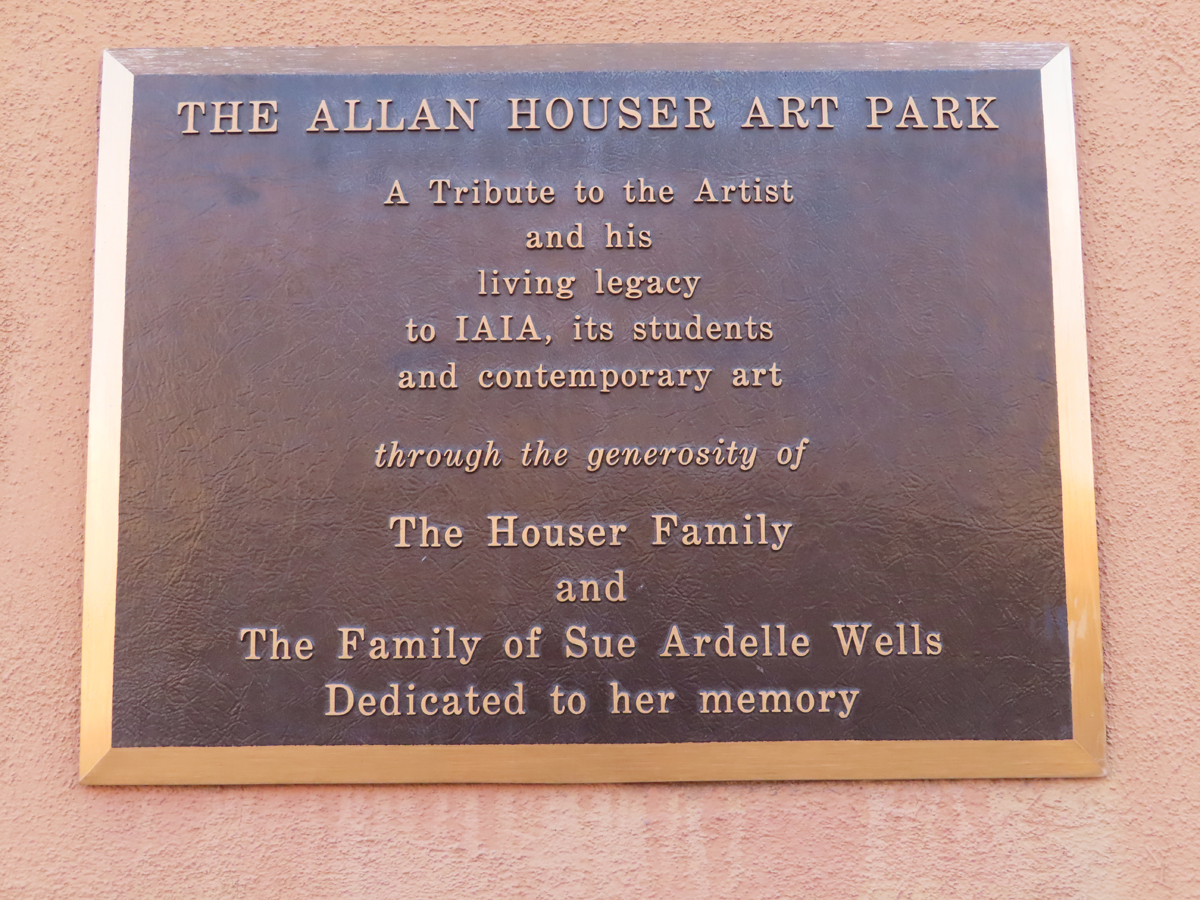 THE ALLAN HOUSER ART PARK
A Tribute to the Artist
and his
living legacy
to IAIA, its students
and contemporary art
through the generosity of
The Houser Family
and
The Family of Sue Ardelle Wells
Dedicated to her memory